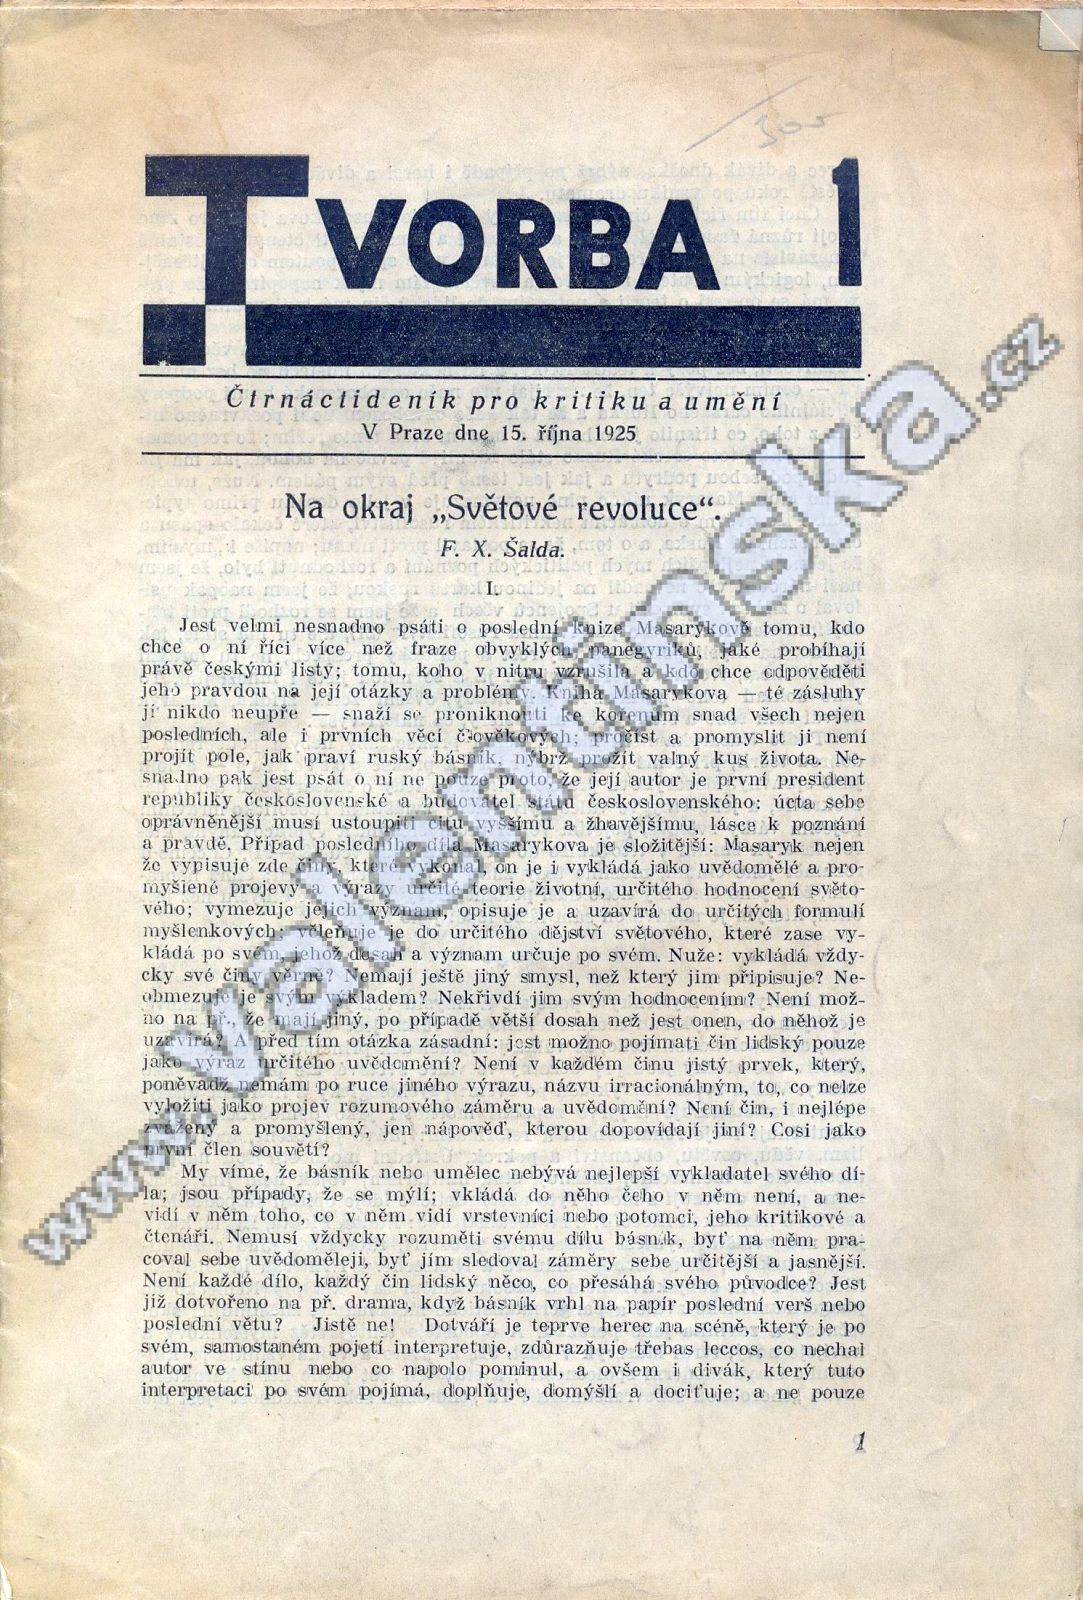 300
TVORBA 1
Čtrnáctideník pro kritiku a umění
V Praze dne 15. října 1925
Na okraj „Světové revoluce“.
F. X. Šalda.
I.
Jest velmi nesnadno psáti o poslední knize Masarykově tomu, kdo
chce o ní říci více než fraze obvyklých panegyriků, jaké probíhají
právě českými listy; tomu, koho v nitru vzrušila a kdo chce odpověděti
jeho pravdou na její otázky a problémy. Kniha Masarykova — té zásluhy
jí nikdo neupře — snaží se proniknouti ke kořenům snad všech nejen
posledních, ale i prvních věcí člověkových; pročíst a promyslit ji není
projít pole, jak praví ruský básník, nýbrž prožít valný kus života. Ne-
snadno pak jest psát o ní ne pouze proto, že její autor je první president
republiky československé a budovatel státu československého: úcta sebe
oprávněnější musí ustoupiti citu vyššímu a žhavějšímu, lásce k poznání
a pravdě. Případ posledního díla Masarykova je složitější: Masaryk nejen
že vypisuje zde činy, které vykonal, on je i vykládá jako uvědomělé a pro-
myšlené projevy a výrazy určité teorie životní, určitého hodnocení světo-
vého; vymezuje jejich význam, opisuje je a uzavírá do určitých formulí
myšlenkových; včleňuje je do určitého dějství světového, které zase vy-
kládá po svém, jehož dosah a význam určuje po svém. Nuže: vykládá vždy-
cky své činy věrně? Nemají ještě jiný smysl, než který jim připisuje? Ne-
obmezuje je svým výkladem? Nekřivdí jim svým hodnocením? Není mož-
no na př., že mají jiný, po případě větší dosah než jest onen, do něhož je
uzavírá? A před tím otázka zásadní: jest možno pojímati čin lidský pouze
jako výraz určitého uvědomění? Není v každém činu jistý prvek, který,
poněvadž nemám po ruce jiného výrazu, názvu irracionálným, to, co nelze
vyložiti jako projev rozumového záměru a uvědomění? Není čin, i nejlépe
zvážený a promyšlený, jen nápověď, kterou dopovídají jiní? Cosi jako
první člen souvětí?
My víme, že básník nebo umělec nebývá nejlepší vykladatel svého dí-
la; jsou případy, že se mýlí; vkládá do něho čeho v něm není, a ne-
vidí v něm toho, co v něm vidí vrstevníci nebo potomci, jeho kritikové a
čtenáři. Nemusí vždycky rozuměti svému dílu básník, byť na něm pra-
coval sebe uvědoměleji, byť jím sledoval záměry sebe určitější a jasnější.
Není každé dílo, každý čin lidský něco, co přesáhá svého původce? Jest
již dotvořeno na př. drama, když básník vrhl na papír poslední verš nebo
poslední větu? Jistě ne! Dotváří je teprve herec na scéně, který je po
svém, samostaném pojetí interpretuje, zdůrazňuje třebas leccos, co nechal
autor ve stínu nebo co napolo pominul, a ovšem i divák, který tuto
interpretaci po svém pojímá, doplňuje, domýšlí a dociťuje; a ne pouze
1
www.valentinska.cz